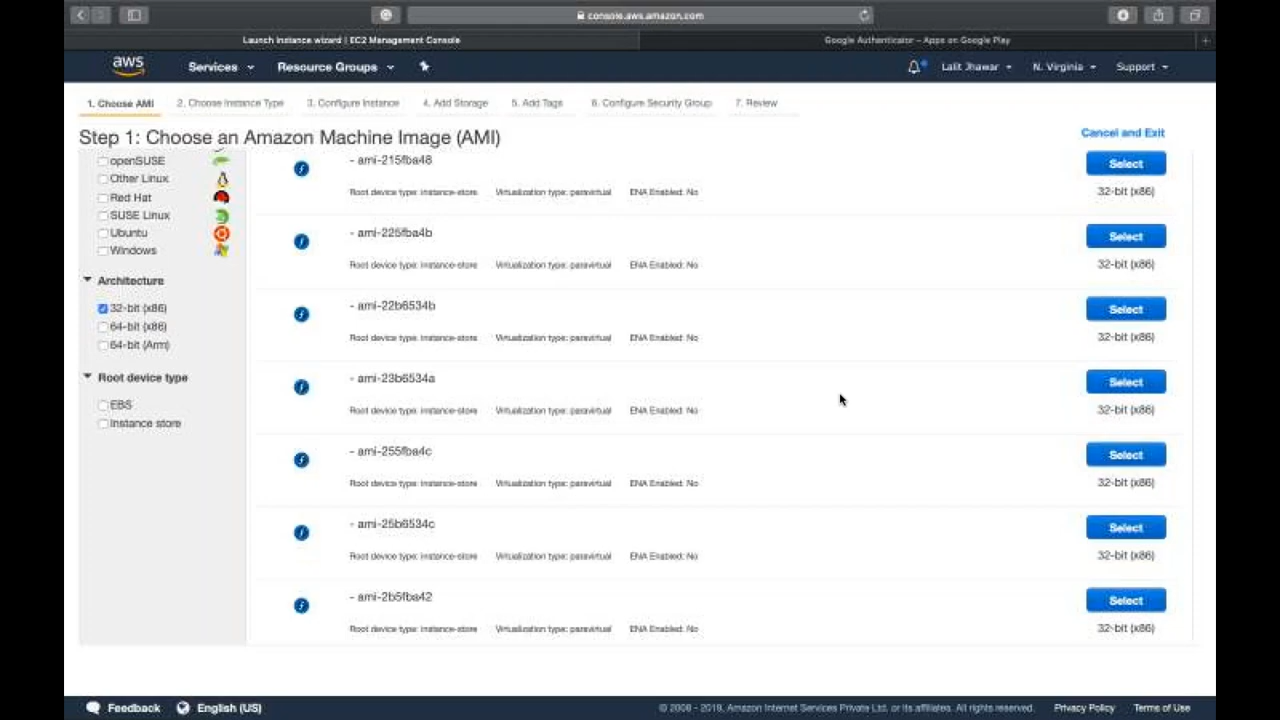 console.aws.amazon.com
Launch instance wizard | EC2 Management Console
Google Authenticator – Apps on Google Play
aws
Services
Resource Groups
Lalit Jhawar
N. Virginia
Support
1. Choose AMI
2. Choose Instance Type
3. Configure Instance
4. Add Storage
5. Add Tags
6. Configure Security Group
7. Review
Step 1: Choose an Amazon Machine Image (AMI)
Cancel and Exit
openSUSE
Other Linux
Red Hat
SUSE Linux
Ubuntu
Windows
Architecture
32-bit (x86)
64-bit (x86)
64-bit (Arm)
Root device type
EBS
Instance store
- ami-215fba48
Select
Root device type: instance-store Virtualization type: paravirtual ENA Enabled: No
32-bit (x86)
- ami-225fba4b
Select
Root device type: instance-store Virtualization type: paravirtual ENA Enabled: No
32-bit (x86)
- ami-22b6534b
Select
Root device type: instance-store Virtualization type: paravirtual ENA Enabled: No
32-bit (x86)
- ami-23b6534a
Select
Root device type: instance-store Virtualization type: paravirtual ENA Enabled: No
32-bit (x86)
- ami-255fba4c
Select
Root device type: instance-store Virtualization type: paravirtual ENA Enabled: No
32-bit (x86)
- ami-25b6534c
Select
Root device type: instance-store Virtualization type: paravirtual ENA Enabled: No
32-bit (x86)
- ami-2b5fba42
Select
Root device type: instance-store Virtualization type: paravirtual ENA Enabled: No
32-bit (x86)
Feedback
English (US)
© 2008 - 2019, Amazon Internet Services Private Ltd. or its affiliates. All rights reserved.
Privacy Policy
Terms of Use